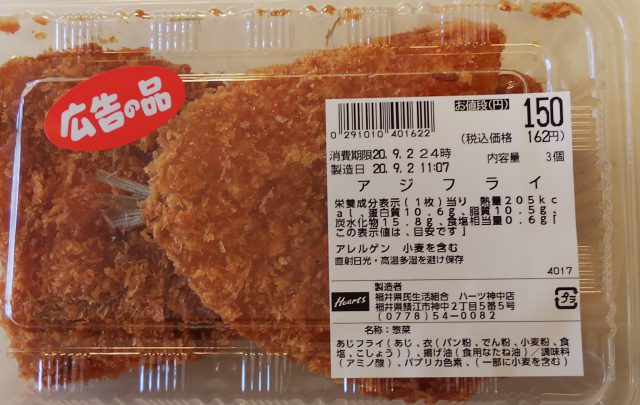 広告の品
0 291010 401622
お値段(円) 150
(税込価格 162円)
消費期限20.9.2 24時 内容量 3個
製造日 20.9.2 11:07
アジフライ
栄養成分表示(1枚)当り 熱量205kc
al、蛋白質10.6g、脂質10.5g、
炭水化物15.8g、食塩相当量0.6g[
この表示値は、目安です]
アレルゲン 小麦を含む
直射日光・高温多湿を避け保存
4017
製造者
Hearts
福井県民生活組合 ハーツ神中店
福井県鯖江市神中2丁目5番5号
(0778)54-0082
プラ
名称:惣菜
あじフライ(あじ、衣(パン粉、でん粉、小麦粉、食
塩、こしょう))、揚げ油(食用なたね油)/調味料
(アミノ酸)、パプリカ色素、(一部に小麦を含む)